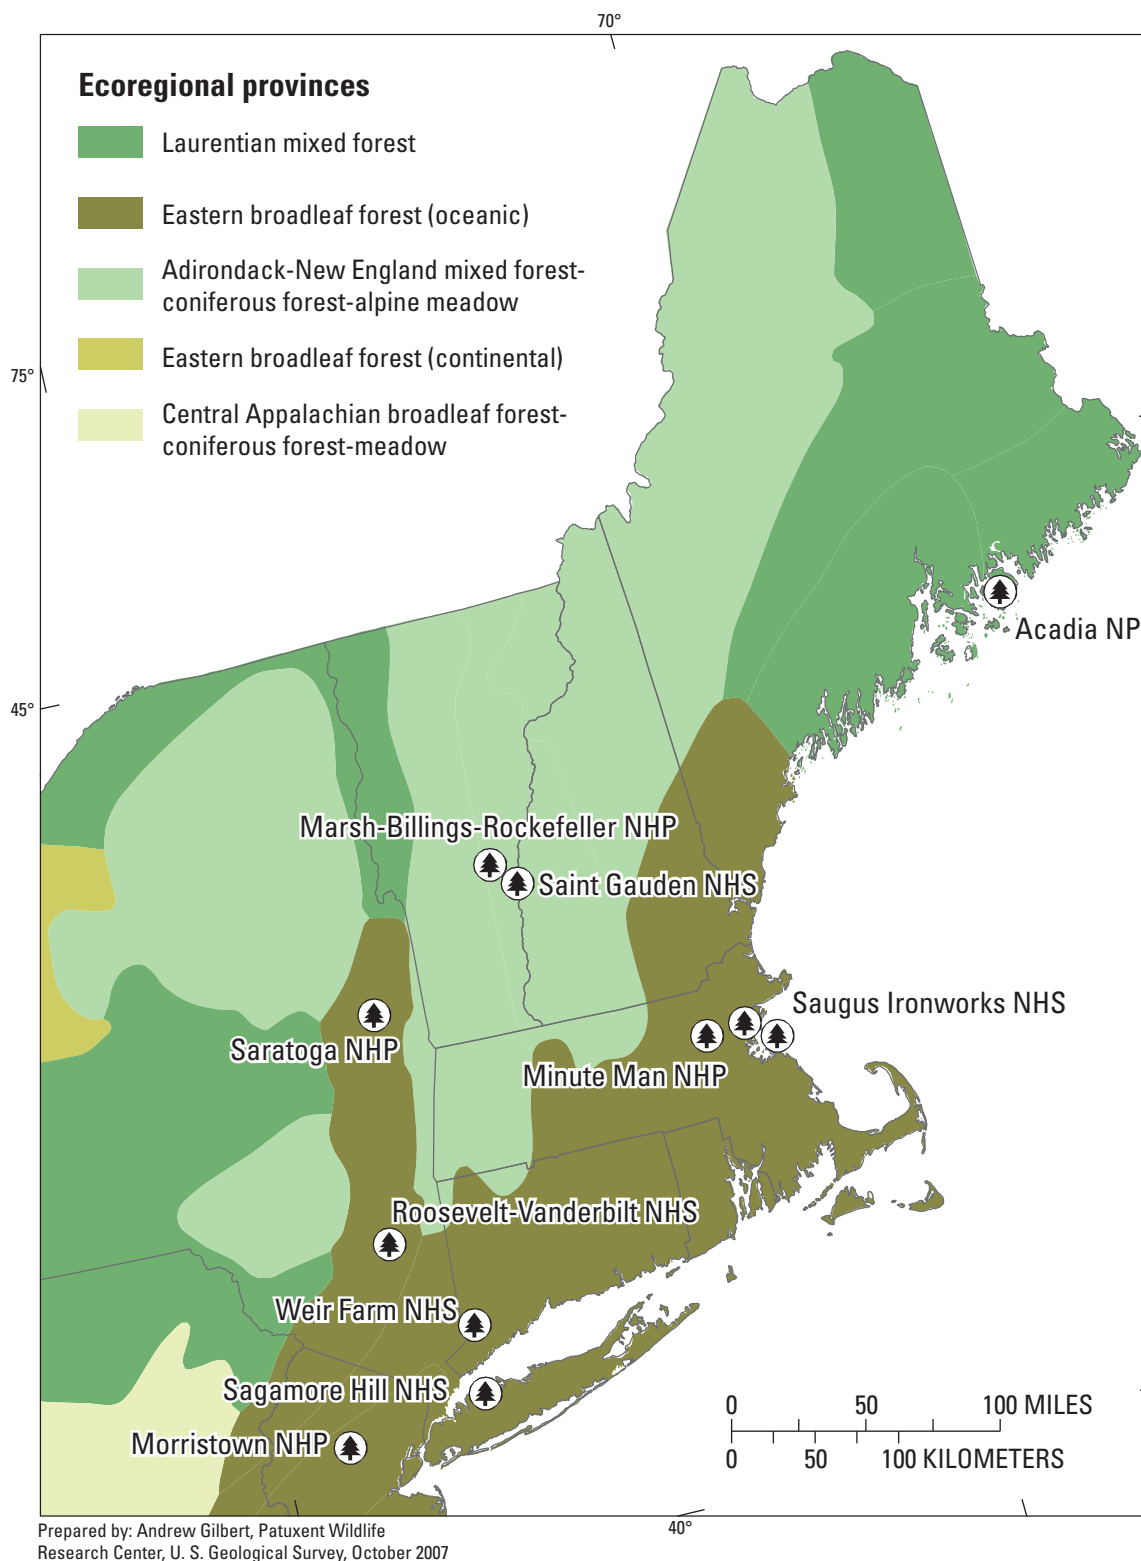 70°
Ecoregional provinces
Laurentian mixed forest
Eastern broadleaf forest (oceanic)
Adirondack-New England mixed forest-
coniferous forest-alpine meadow
Eastern broadleaf forest (continental)
75°
Central Appalachian broadleaf forest-
coniferous forest-meadow
Acadia NP
45°
Marsh-Billings-Rockefeller NHP
Saint Gauden NHS
Saugus Ironworks NHS
Saratoga NHP
Minute Man NHP
Roosevelt-Vanderbilt NHS
Weir Farm NHS
Sagamore Hill NHS
Morristown NHP
0 50 100 MILES
0 50 100 KILOMETERS
40°
Prepared by: Andrew Gilbert, Patuxent Wildlife
Research Center, U. S. Geological Survey, October 2007